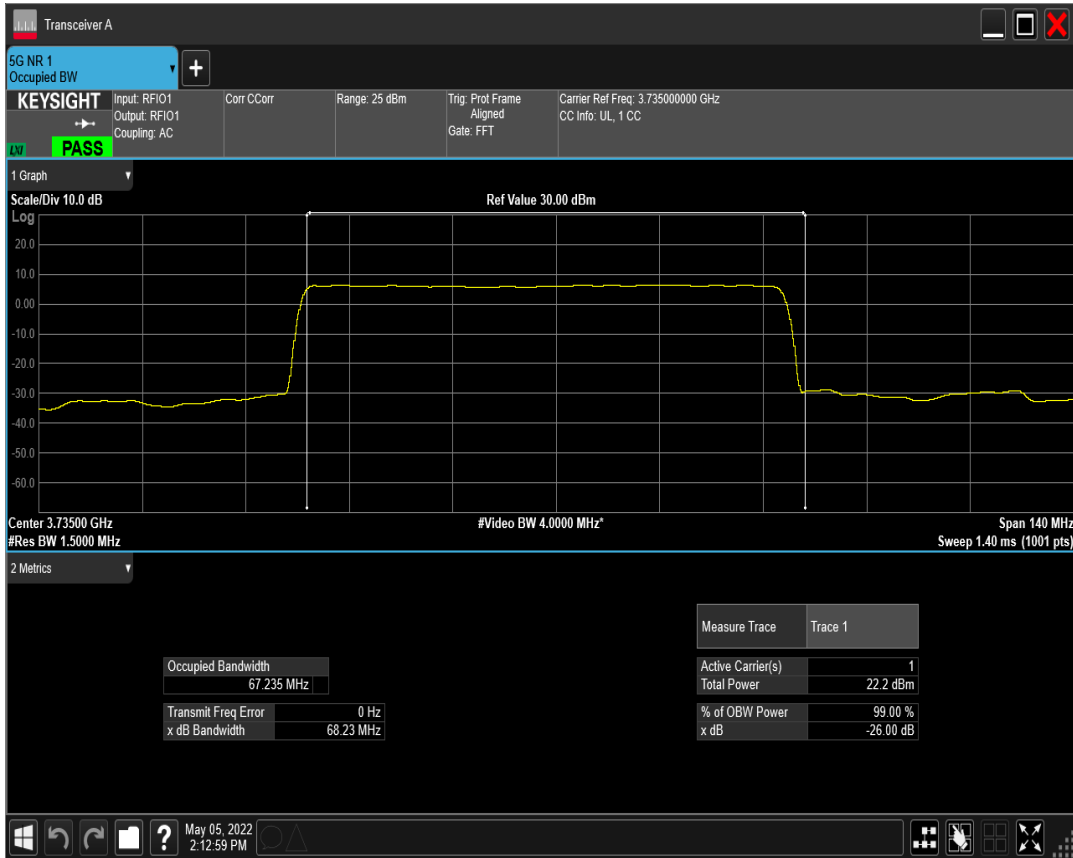 Transceiver A
5G NR 1
Occupied BW
+
KEYSIGHT
Input: RFIO1
Output: RFIO1
Coupling: AC
Corr CCorr
Range: 25 dBm
Trig: Prot Frame
Aligned
Gate: FFT
Carrier Ref Freq: 3.735000000 GHz
CC Info: UL, 1 CC
LXI
PASS
1 Graph
Scale/Div 10.0 dB
Ref Value 30.00 dBm
Log
20.0
10.0
0.00
-10.0
-20.0
-30.0
-40.0
-50.0
-60.0
Center 3.73500 GHz
#Video BW 4.0000 MHz*
Span 140 MHz
#Res BW 1.5000 MHz
Sweep 1.40 ms (1001 pts)
2 Metrics
Measure Trace Trace 1
Occupied Bandwidth
67.235 MHz
Active Carrier(s) 1
Total Power 22.2 dBm
Transmit Freq Error 0 Hz
x dB Bandwidth 68.23 MHz
% of OBW Power 99.00 %
x dB -26.00 dB
?
May 05, 2022
2:12:59 PM